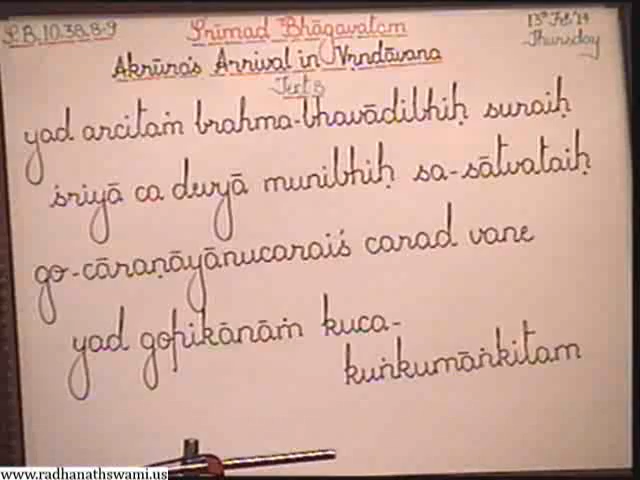 S.B.10.38.8-9
Śrīmad Bhāgavatam
13th Feb'14
Thursday
Akrūra's Arrival in Vṛndāvana
Text 8
yad arcitaṁ brahma-bhavādibhiḥ suraiḥ
śriyā ca devyā munibhiḥ sa-sātvataiḥ
go-cāraṇāyānucaraiś carad vane
yad gopikānāṁ kuca-
kuṅkumāṅkitam
www.radhanathswami.us